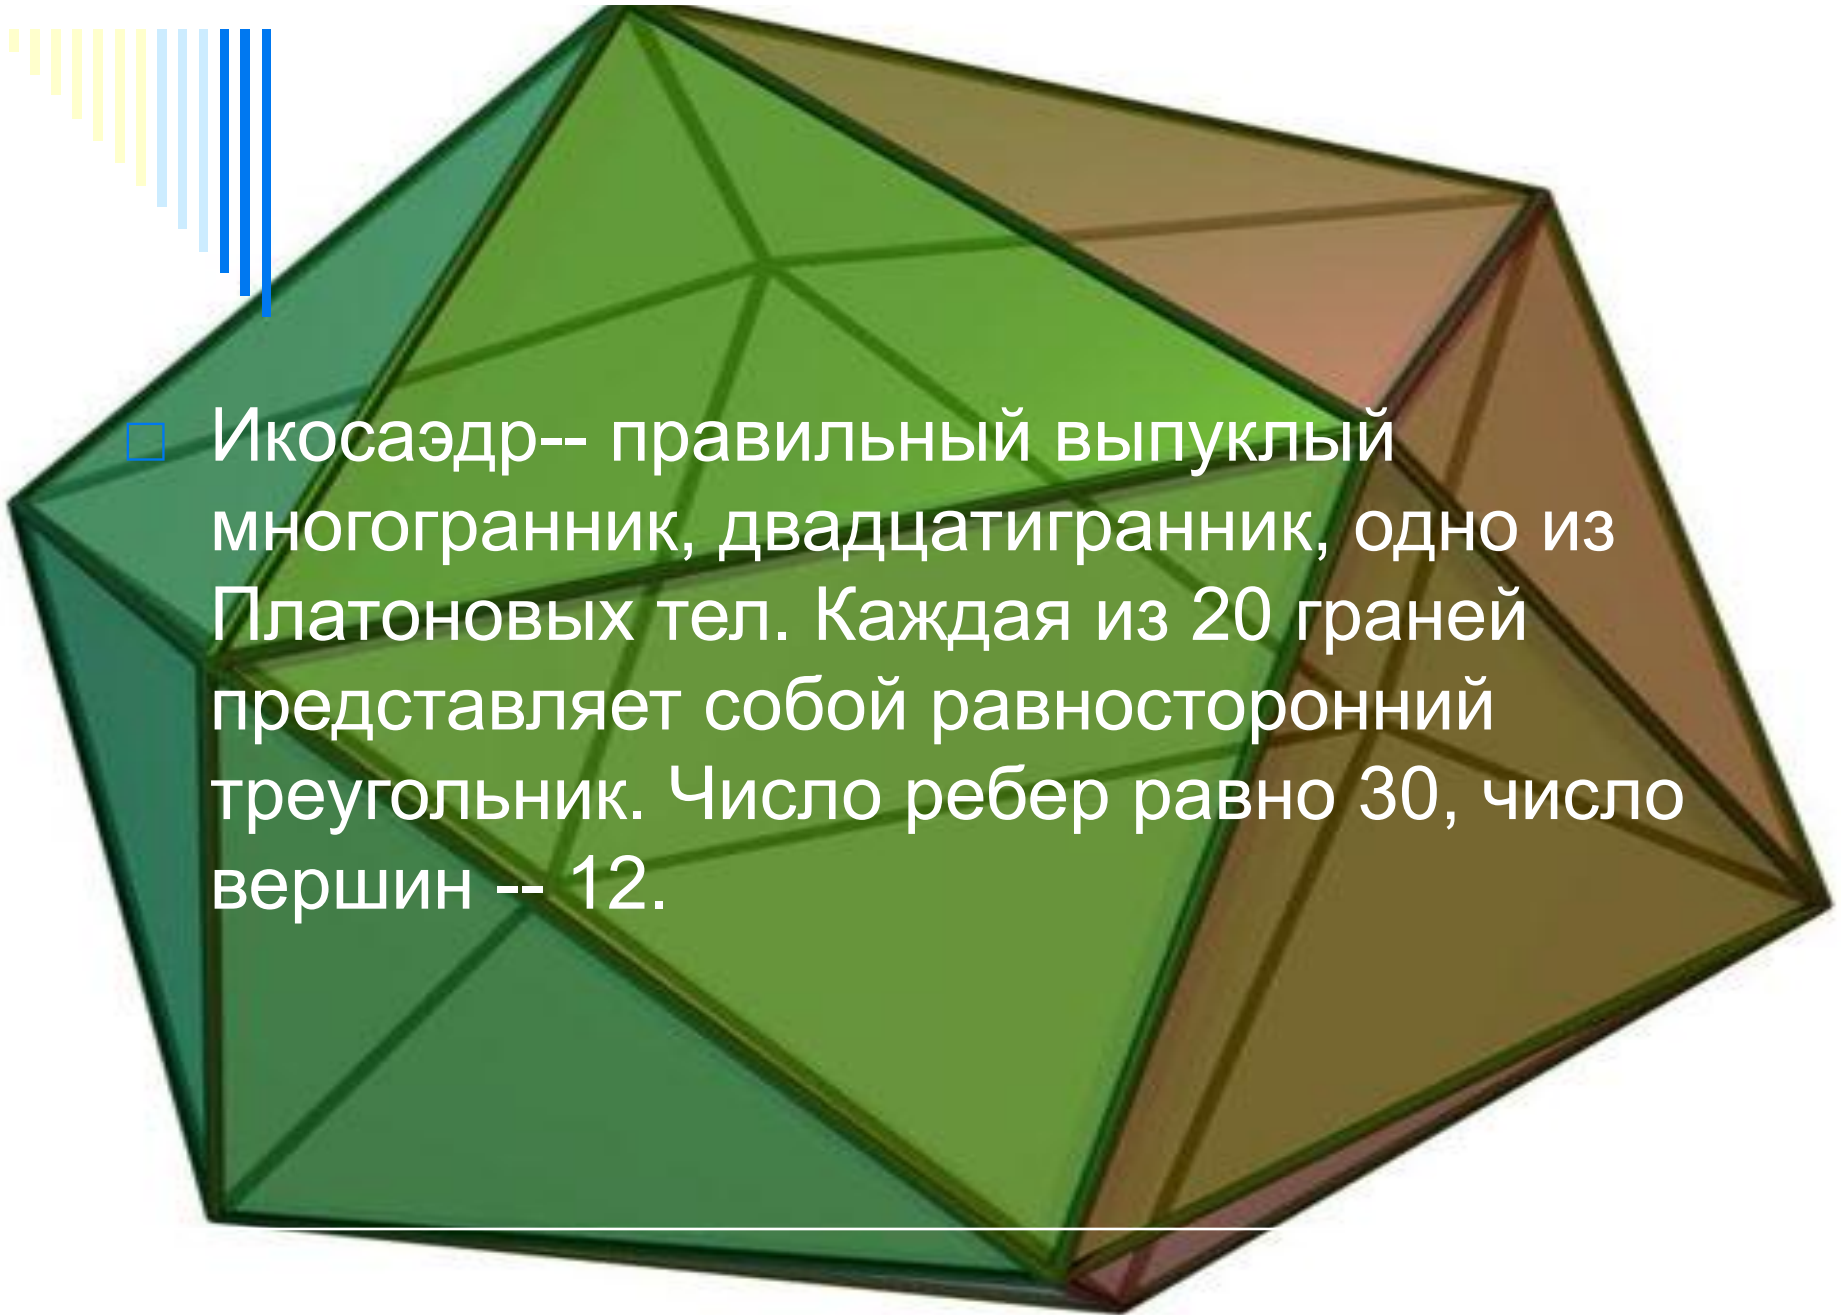 Икосаэдр-- правильный выпуклый
многогранник, двадцатигранник, одно из
Платоновых тел. Каждая из 20 граней
представляет собой равносторонний
треугольник. Число ребер равно 30, число
вершин -- 12.